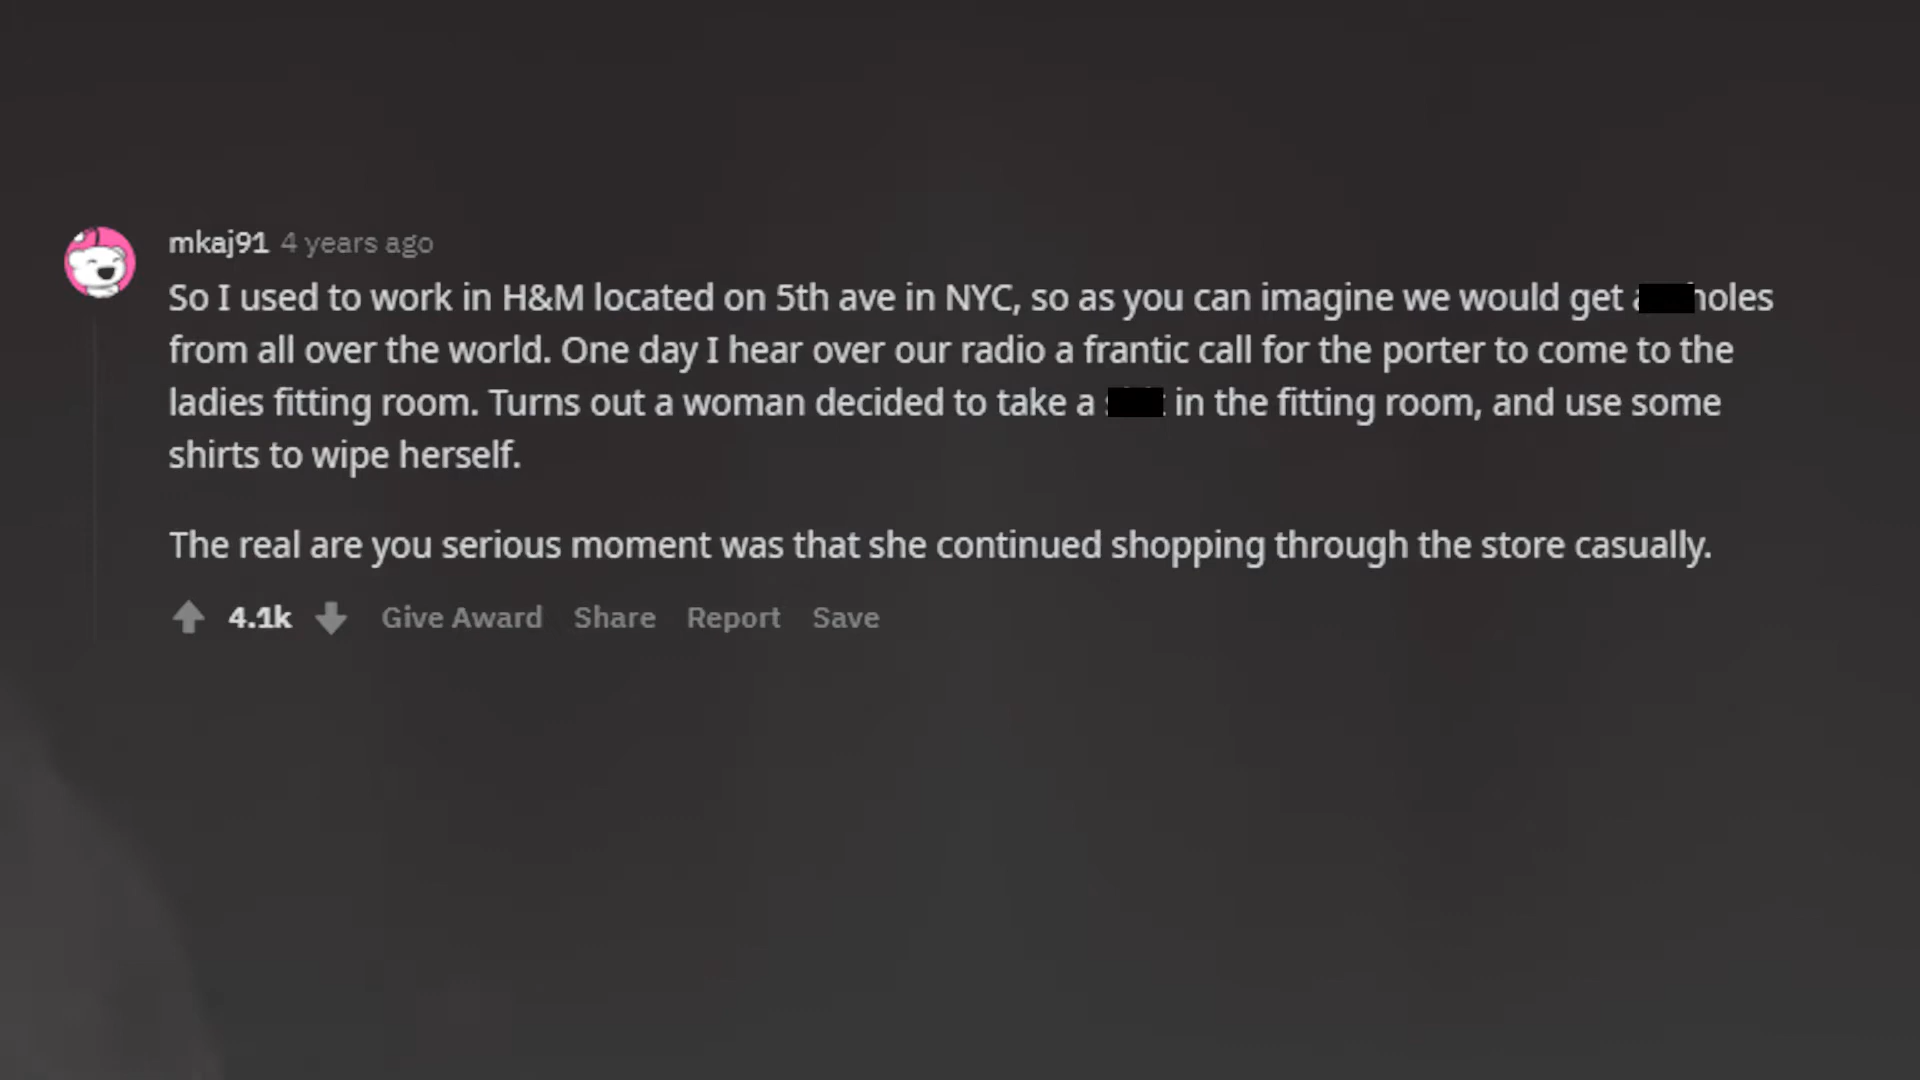 mkaj91 4 years ago
So I used to work in H&M located on 5th ave in NYC, so as you can imagine we would get holes
from all over the world. One day I hear over our radio a frantic call for the porter to come to the
ladies fitting room. Turns out a woman decided to take a in the fitting room, and use some
shirts to wipe herself.
The real are you serious moment was that she continued shopping through the store casually.
4.1k Give Award Share Report Save